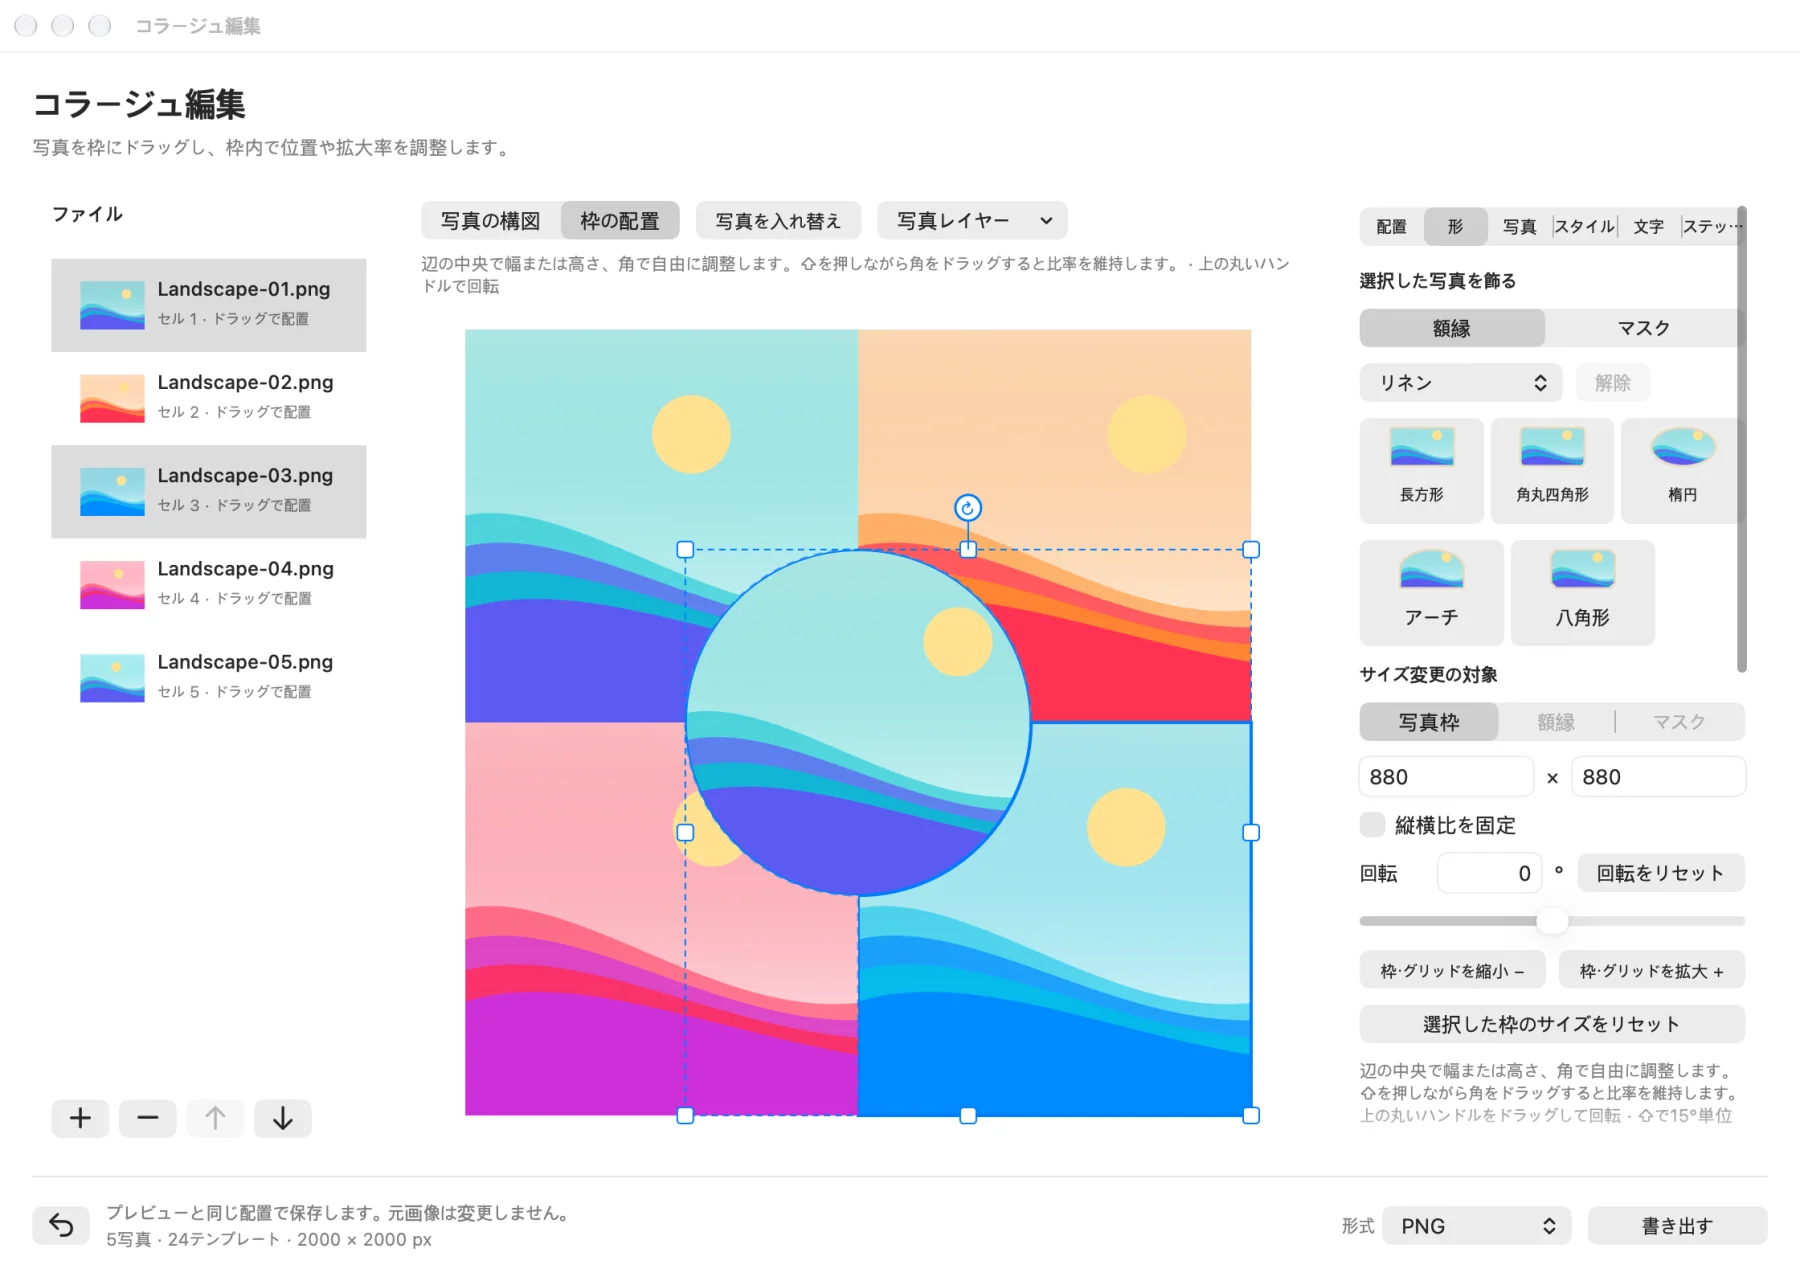 コラージュ編集
コラージュ編集
写真を枠にドラッグし、枠内で位置や拡大率を調整します。
ファイル
Landscape-01.png
セル 1 · ドラッグで配置
Landscape-02.png
セル 2 · ドラッグで配置
Landscape-03.png
セル 3 · ドラッグで配置
Landscape-04.png
セル 4 · ドラッグで配置
Landscape-05.png
セル 5 · ドラッグで配置
写真の構図 枠の配置 写真を入れ替え 写真レイヤー
辺の中央で幅または高さ、角で自由に調整します。⇧を押しながら角をドラッグすると比率を維持します。· 上の丸いハン
ドルで回転
配置 形 写真 スタイル 文字 ステッ…
選択した写真を飾る
額縁 マスク
リネン 解除
長方形 角丸四角形 楕円
アーチ 八角形
サイズ変更の対象
写真枠 額縁 マスク
880 × 880
縦横比を固定
回転 0 ° 回転をリセット
枠·グリッドを縮小 − 枠·グリッドを拡大 +
選択した枠のサイズをリセット
辺の中央で幅または高さ、角で自由に調整します。
⇧を押しながら角をドラッグすると比率を維持します。
上の丸いハンドルをドラッグして回転 · ⇧で15°単位
プレビューと同じ配置で保存します。元画像は変更しません。
5写真 · 24テンプレート · 2000 × 2000 px
形式 PNG 書き出す